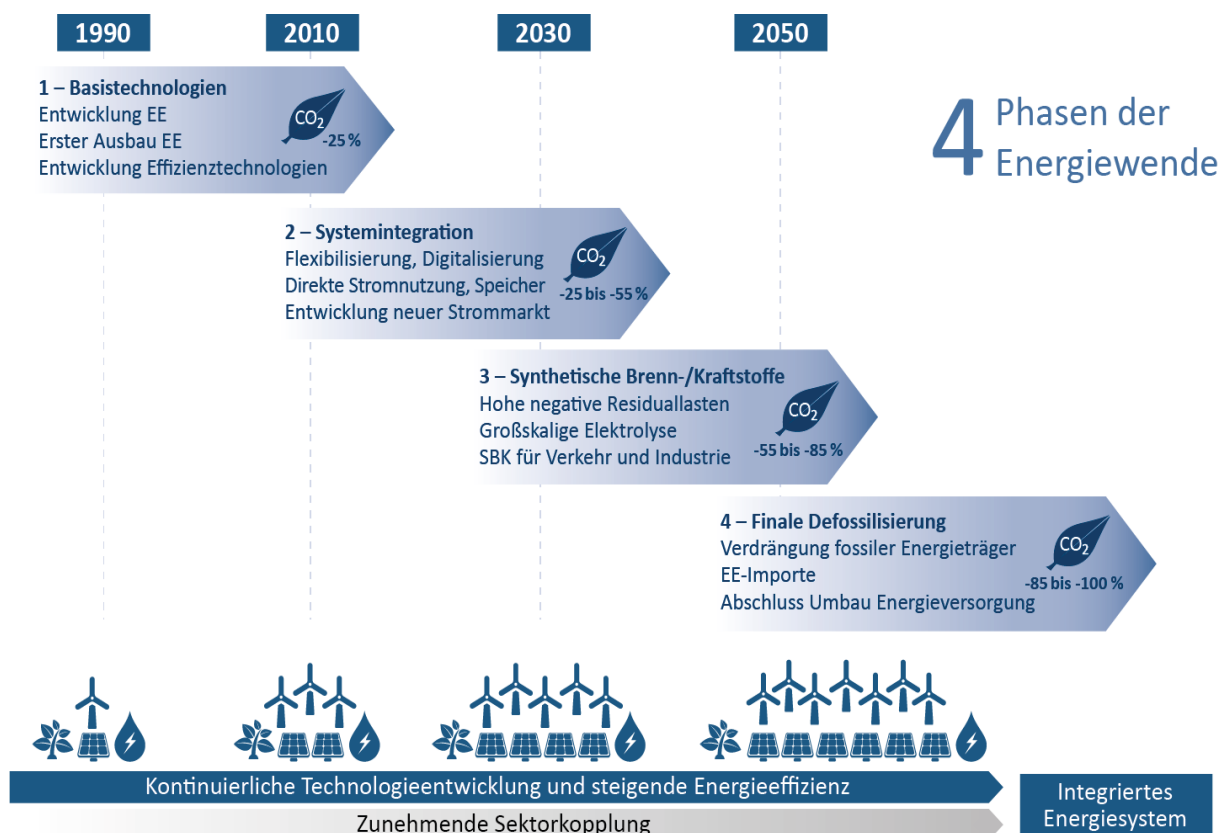 1990
2010
2030
2050
4 Phasen der
Energiewende
1 – Basistechnologien
Entwicklung EE
Erster Ausbau EE
Entwicklung Effizienztechnologien
CO2
-25 %
2 – Systemintegration
Flexibilisierung, Digitalisierung
Direkte Stromnutzung, Speicher
Entwicklung neuer Strommarkt
CO2
-25 bis -55 %
3 – Synthetische Brenn-/Kraftstoffe
Hohe negative Residuallasten
Großskalige Elektrolyse
SBK für Verkehr und Industrie
CO2
-55 bis -85 %
4 – Finale Defossilisierung
Verdrängung fossiler Energieträger
EE-Importe
Abschluss Umbau Energieversorgung
CO2
-85 bis -100 %
Kontinuierliche Technologieentwicklung und steigende Energieeffizienz
Zunehmende Sektorkopplung
Integriertes
Energiesystem